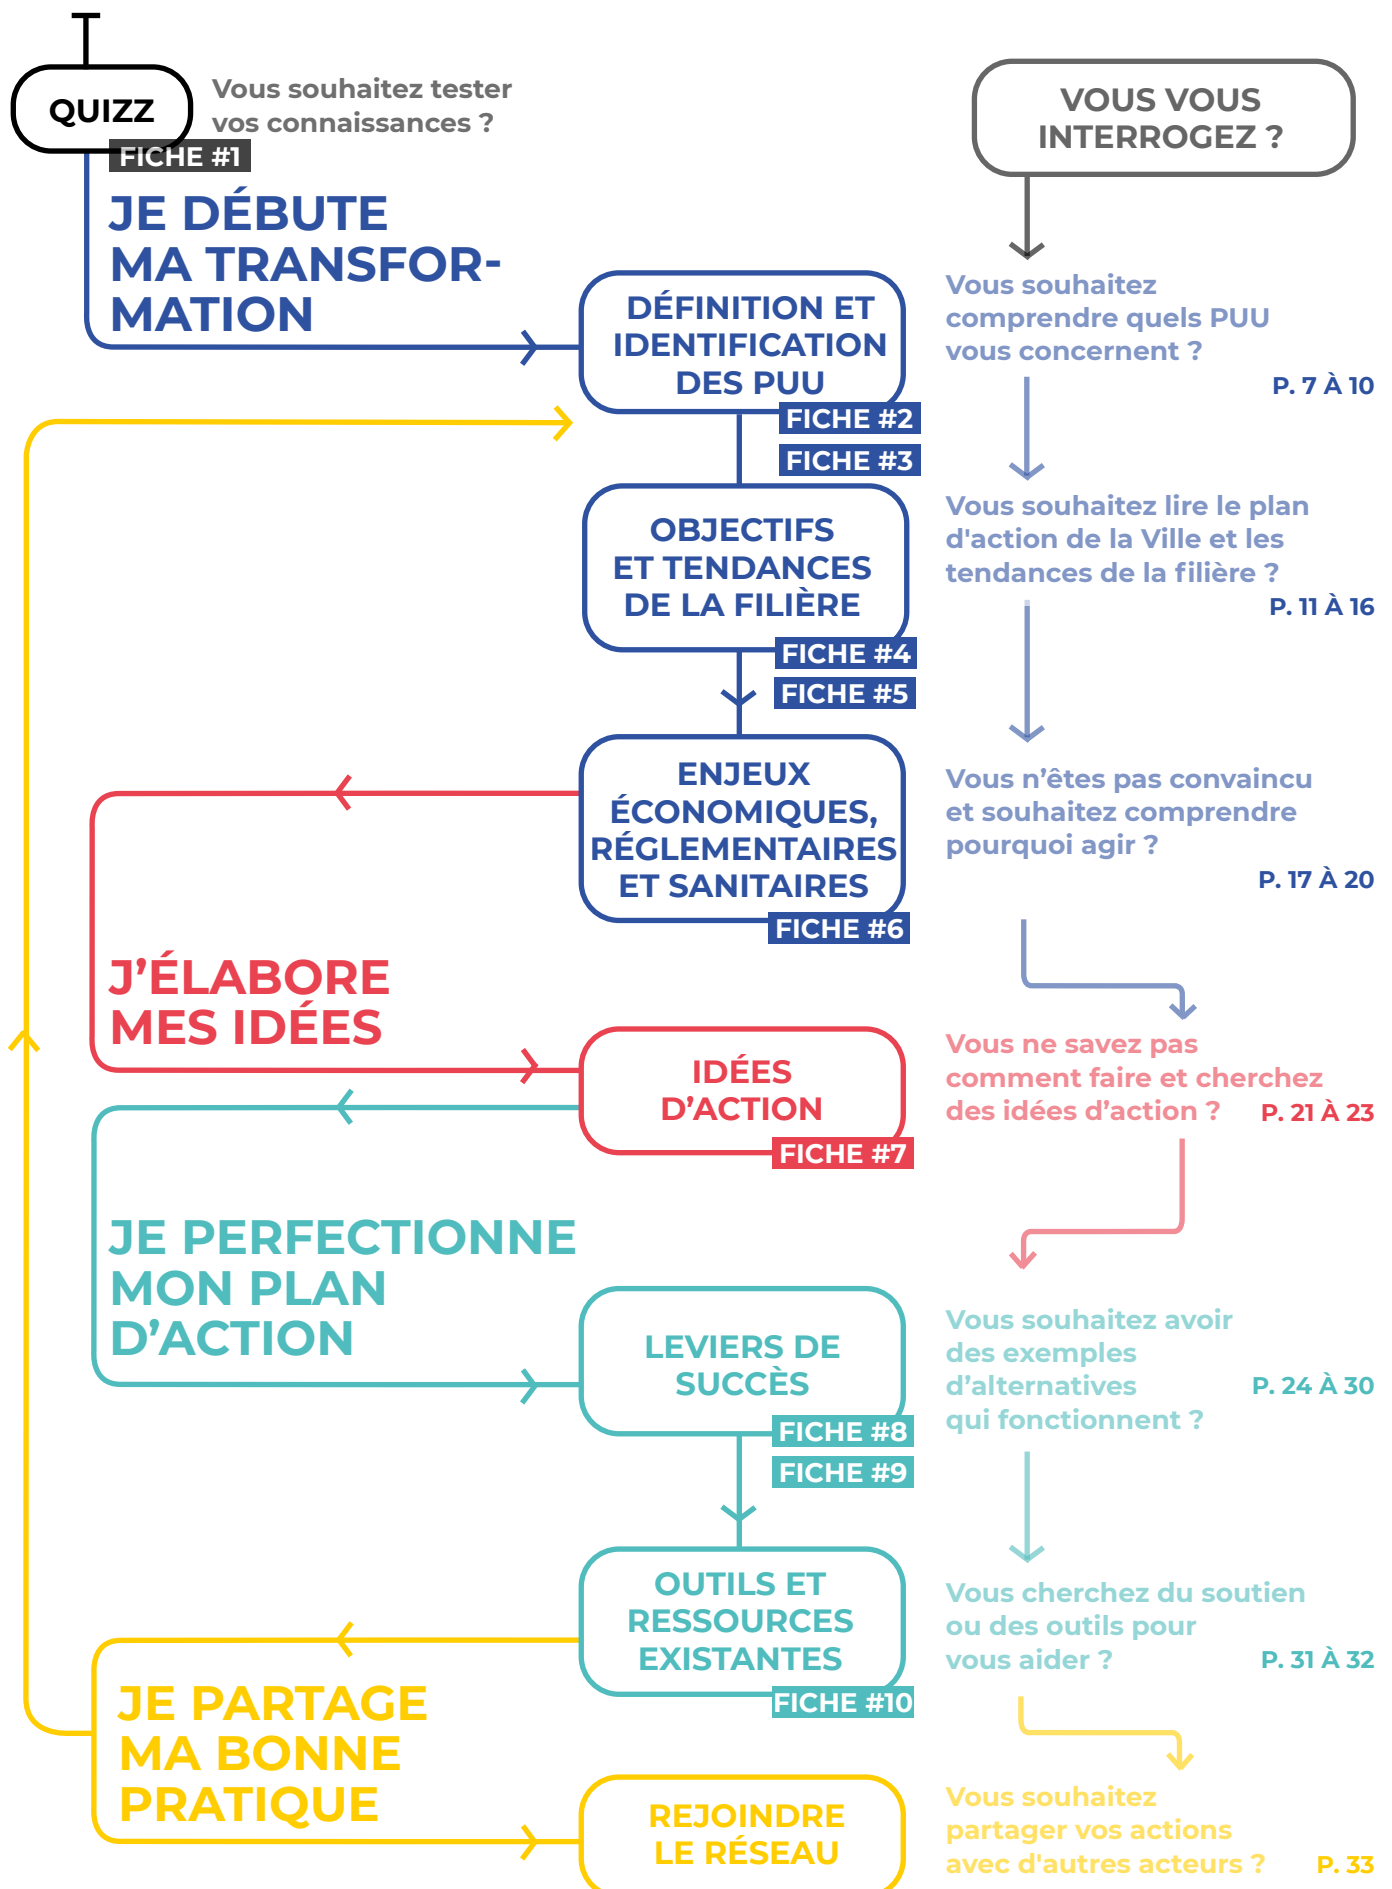 QUIZZ
Vous souhaitez tester
vos connaissances ?
FICHE #1
VOUS VOUS
INTERROGEZ ?
JE DÉBUTE
MA TRANSFOR-
MATION
DÉFINITION ET
IDENTIFICATION
DES PUU
FICHE #2
FICHE #3
Vous souhaitez
comprendre quels PUU
vous concernent ?
P. 7 À 10
OBJECTIFS
ET TENDANCES
DE LA FILIÈRE
FICHE #4
FICHE #5
Vous souhaitez lire le plan
d'action de la Ville et les
tendances de la filière ?
P. 11 À 16
ENJEUX
ÉCONOMIQUES,
RÉGLEMENTAIRES
ET SANITAIRES
FICHE #6
Vous n’êtes pas convaincu
et souhaitez comprendre
pourquoi agir ?
P. 17 À 20
J’ÉLABORE
MES IDÉES
IDÉES
D’ACTION
FICHE #7
Vous ne savez pas
comment faire et cherchez
des idées d’action ?
P. 21 À 23
JE PERFECTIONNE
MON PLAN
D’ACTION
LEVIERS DE
SUCCÈS
FICHE #8
FICHE #9
Vous souhaitez avoir
des exemples
d’alternatives
qui fonctionnent ?
P. 24 À 30
OUTILS ET
RESSOURCES
EXISTANTES
FICHE #10
Vous cherchez du soutien
ou des outils pour
vous aider ?
P. 31 À 32
JE PARTAGE
MA BONNE
PRATIQUE
REJOINDRE
LE RÉSEAU
Vous souhaitez
partager vos actions
avec d'autres acteurs ?
P. 33